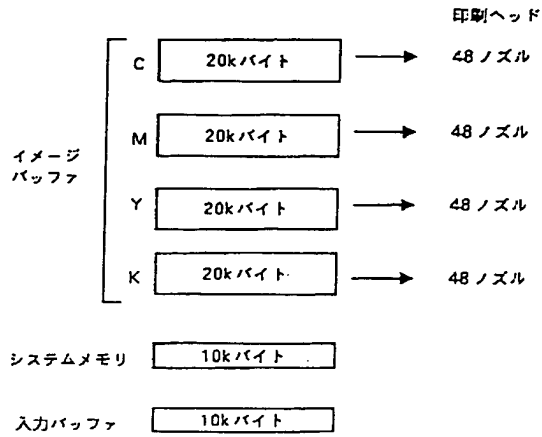 印刷ヘッド
C 20kバイト 48ノズル
M 20kバイト 48ノズル
イメージ
バッファ
Y 20kバイト 48ノズル
K 20kバイト 48ノズル
システムメモリ 10kバイト
入力バッファ 10kバイト